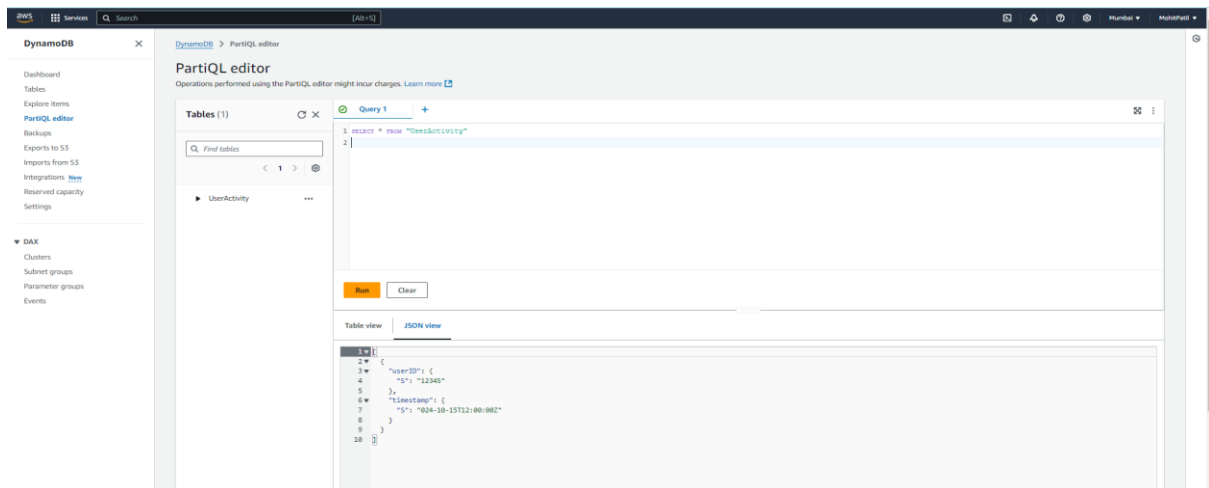 aws Services Search [Alt+S] Mumbai MohitPatil
DynamoDB
Dashboard
Tables
Explore items
PartiQL editor
Backups
Exports to S3
Imports from S3
Integrations New
Reserved capacity
Settings
DAX
Clusters
Subnet groups
Parameter groups
Events
DynamoDB > PartiQL editor
PartiQL editor
Operations performed using the PartiQL editor might incur charges. Learn more
Tables (1)
Find tables
< 1 >
UserActivity
Query 1 +
1 SELECT * FROM "UserActivity"
2
Run Clear
Table view JSON view
1 [
2 {
3 "userID": {
4 "S": "12345"
5 },
6 "timestamp": {
7 "S": "024-10-15T12:00:00Z"
8 }
9 }
10 ]